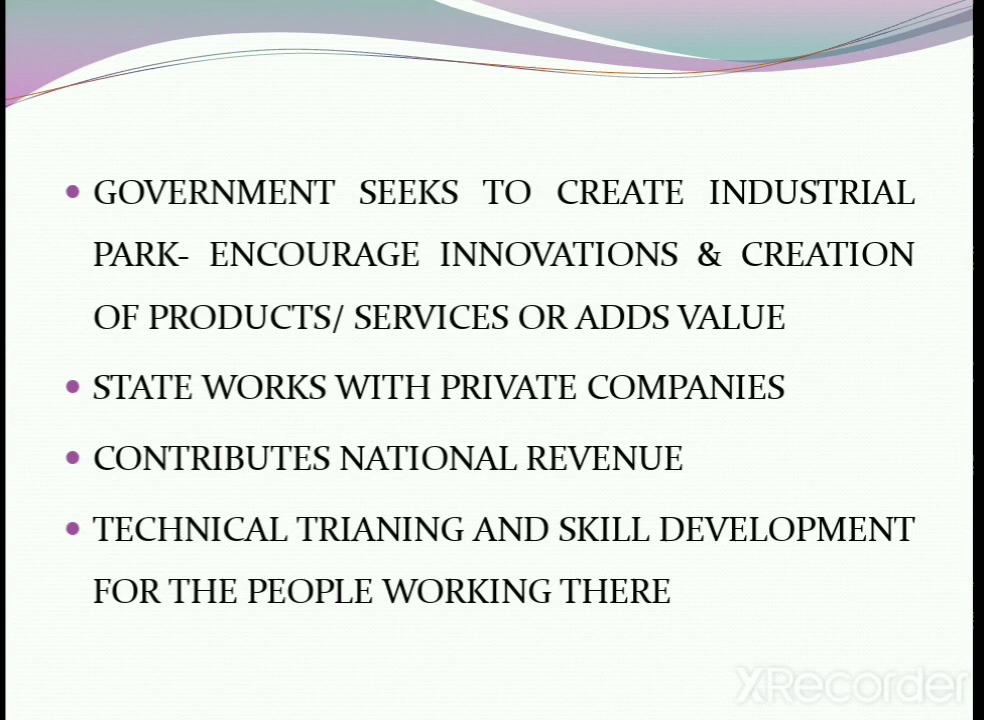 GOVERNMENT SEEKS TO CREATE INDUSTRIAL
PARK- ENCOURAGE INNOVATIONS & CREATION
OF PRODUCTS/ SERVICES OR ADDS VALUE
STATE WORKS WITH PRIVATE COMPANIES
CONTRIBUTES NATIONAL REVENUE
TECHNICAL TRIANING AND SKILL DEVELOPMENT
FOR THE PEOPLE WORKING THERE
XRecorder